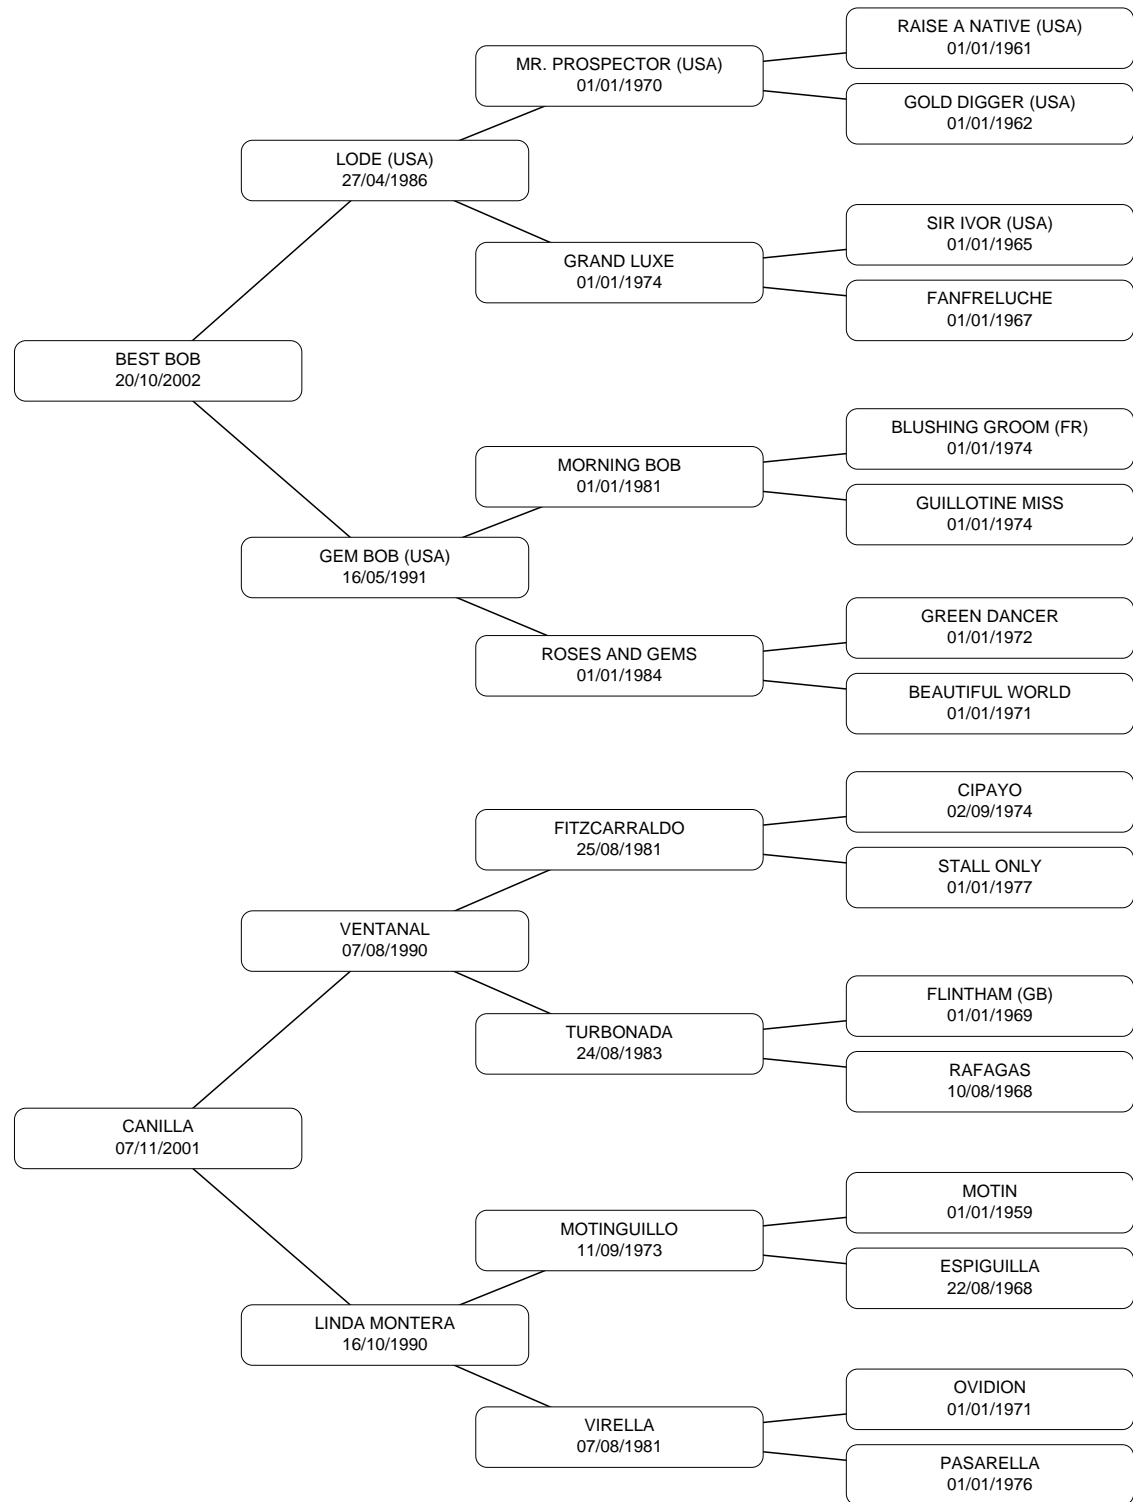 RAISE A NATIVE (USA)
01/01/1961
MR. PROSPECTOR (USA)
01/01/1970
GOLD DIGGER (USA)
01/01/1962
LODE (USA)
27/04/1986
SIR IVOR (USA)
01/01/1965
GRAND LUXE
01/01/1974
FANFRELUCHE
01/01/1967
BEST BOB
20/10/2002
BLUSHING GROOM (FR)
01/01/1974
MORNING BOB
01/01/1981
GUILLOTINE MISS
01/01/1974
GEM BOB (USA)
16/05/1991
GREEN DANCER
01/01/1972
ROSES AND GEMS
01/01/1984
BEAUTIFUL WORLD
01/01/1971
CIPAYO
02/09/1974
FITZCARRALDO
25/08/1981
STALL ONLY
01/01/1977
VENTANAL
07/08/1990
FLINTHAM (GB)
01/01/1969
TURBONADA
24/08/1983
RAFAGAS
10/08/1968
CANILLA
07/11/2001
MOTIN
01/01/1959
MOTINGUILLO
11/09/1973
ESPIGUILLA
22/08/1968
LINDA MONTERA
16/10/1990
OVIDION
01/01/1971
VIRELLA
07/08/1981
PASARELLA
01/01/1976